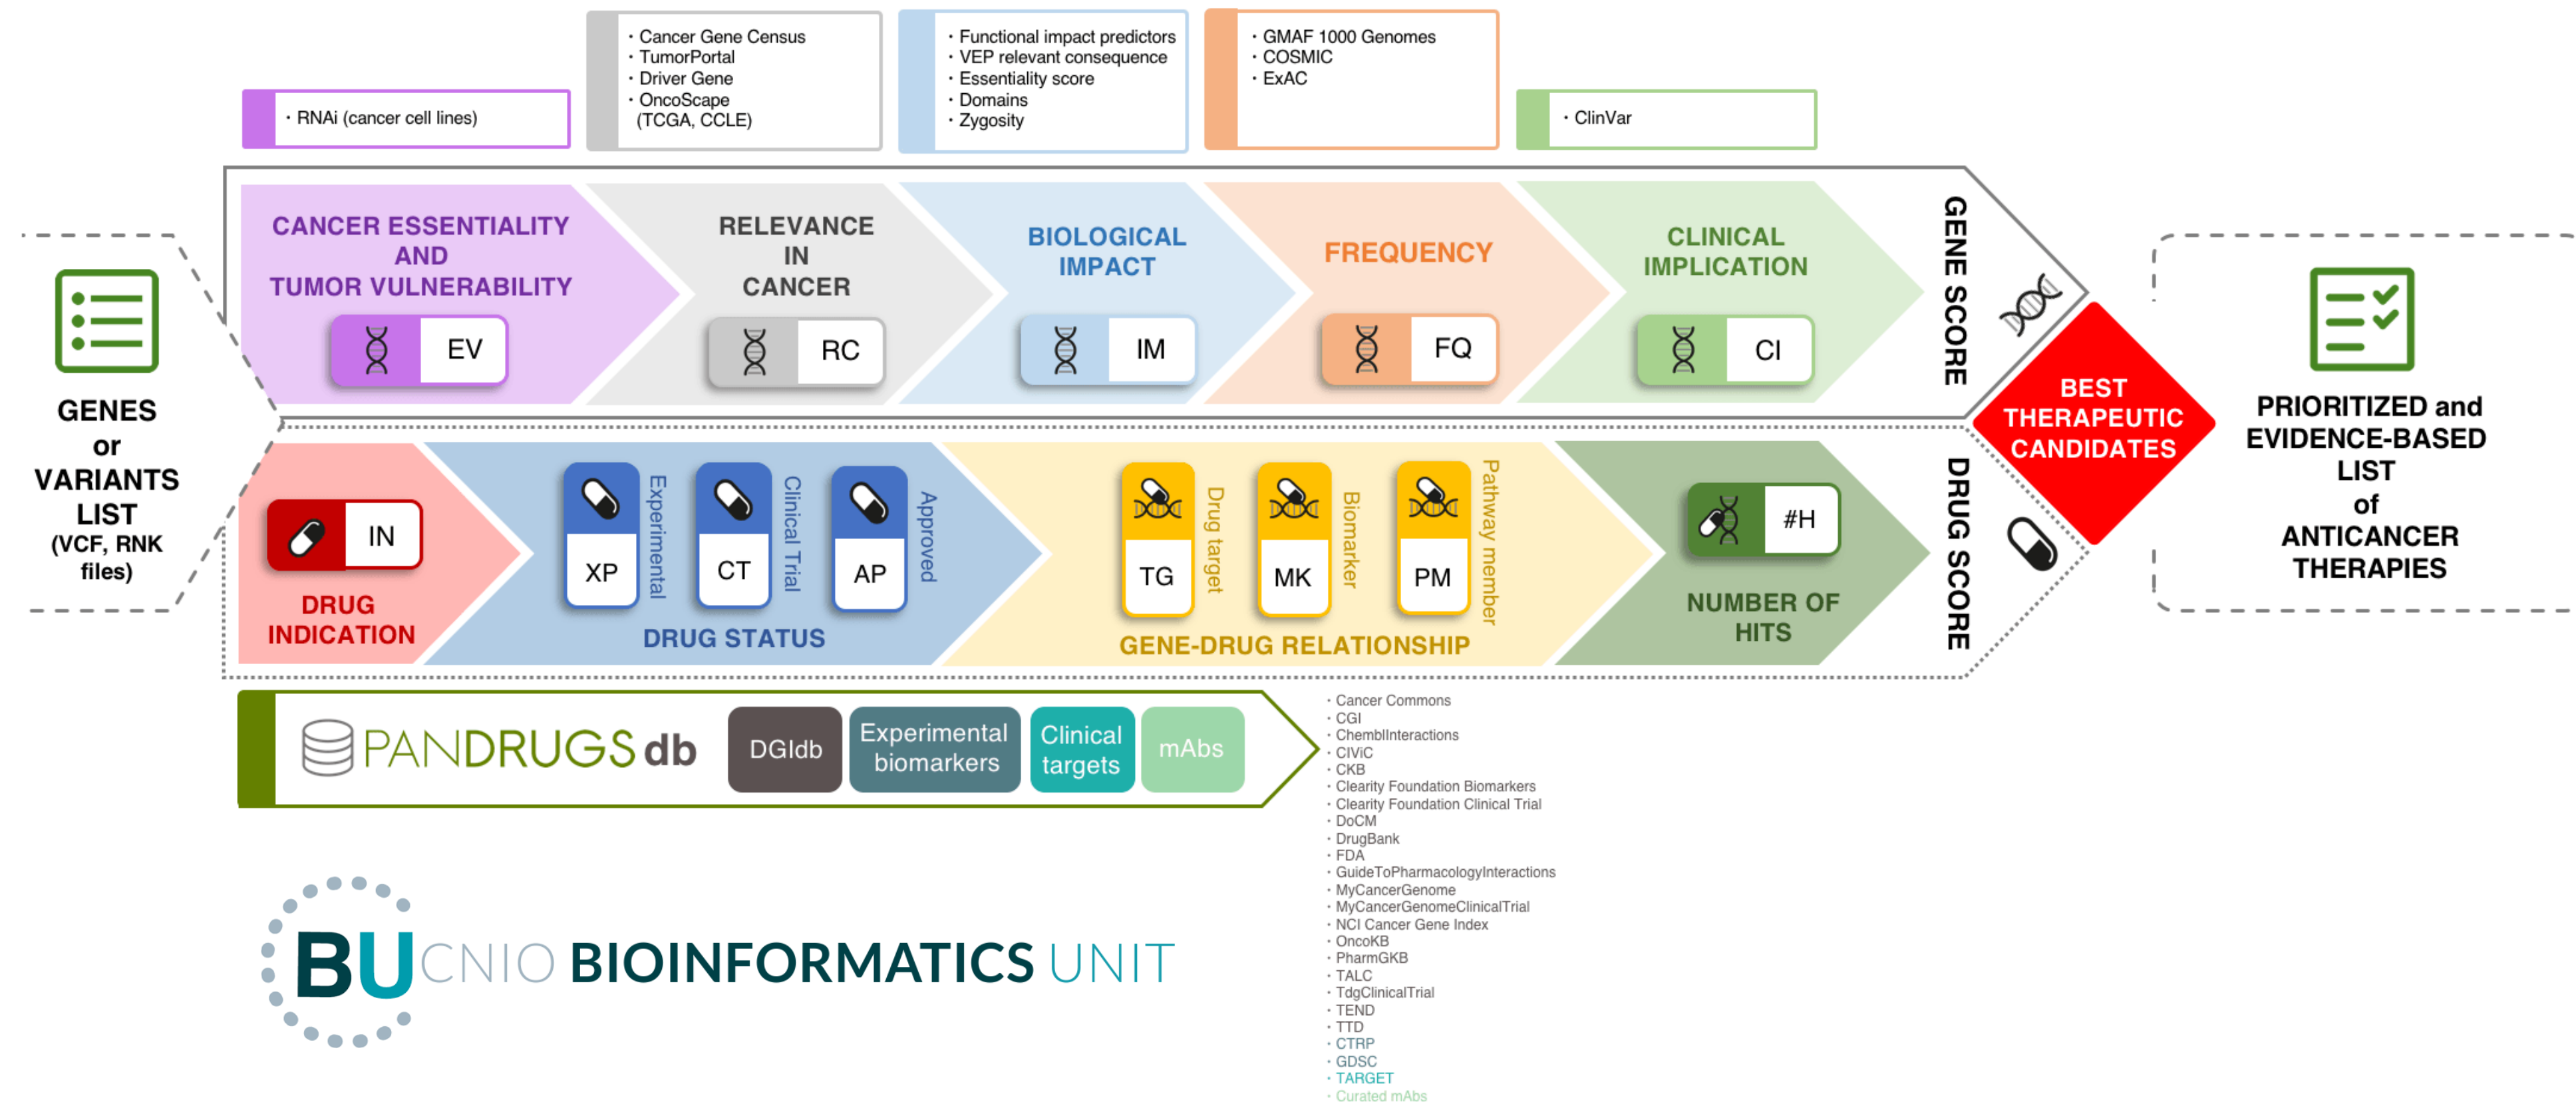 · RNAi (cancer cell lines)
· Cancer Gene Census
· TumorPortal
· Driver Gene
· OncoScape
(TCGA, CCLE)
· Functional impact predictors
· VEP relevant consequence
· Essentiality score
· Domains
· Zygosity
· GMAF 1000 Genomes
· COSMIC
· ExAC
· ClinVar
GENES
or
VARIANTS
LIST
(VCF, RNK
files)
CANCER ESSENTIALITY
AND
TUMOR VULNERABILITY
EV
RELEVANCE
IN
CANCER
RC
BIOLOGICAL
IMPACT
IM
FREQUENCY
FQ
CLINICAL
IMPLICATION
CI
GENE SCORE
IN
DRUG
INDICATION
XP
Experimental
CT
Clinical Trial
AP
Approved
DRUG STATUS
TG
Drug target
MK
Biomarker
PM
Pathway member
GENE-DRUG RELATIONSHIP
#H
NUMBER OF
HITS
DRUG SCORE
BEST
THERAPEUTIC
CANDIDATES
PRIORITIZED and
EVIDENCE-BASED
LIST
of
ANTICANCER
THERAPIES
PANDRUGS db
DGIdb
Experimental
biomarkers
Clinical
targets
mAbs
· Cancer Commons
· CGI
· ChemblInteractions
· CIViC
· CKB
· Clearity Foundation Biomarkers
· Clearity Foundation Clinical Trial
· DoCM
· DrugBank
· FDA
· GuideToPharmacologyInteractions
· MyCancerGenome
· MyCancerGenomeClinicalTrial
· NCI Cancer Gene Index
· OncoKB
· PharmGKB
· TALC
· TdgClinicalTrial
· TEND
· TTD
· CTRP
· GDSC
· TARGET
· Curated mAbs
BU CNIO BIOINFORMATICS UNIT